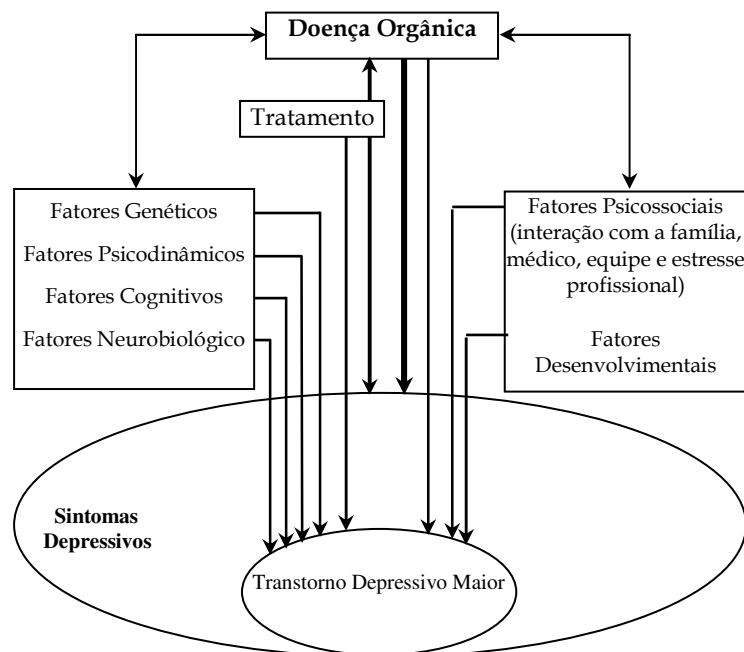 Doença Orgânica
Tratamento
Fatores Genéticos
Fatores Psicodinâmicos
Fatores Cognitivos
Fatores Neurobiológico
Fatores Psicossociais
(interação com a família,
médico, equipe e estresse
profissional)
Fatores
Desenvolvimentais
Sintomas
Depressivos
Transtorno Depressivo Maior